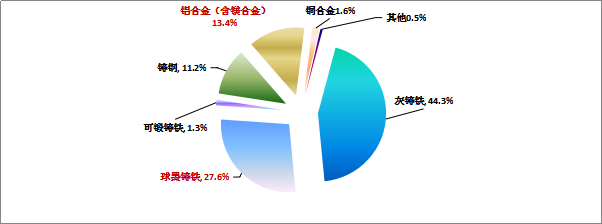 铝合金（含镁合金）
13.4%
铜合金1.6%
其他0.5%
铸钢, 11.2%
灰铸铁, 44.3%
可锻铸铁, 1.3%
球墨铸铁, 27.6%